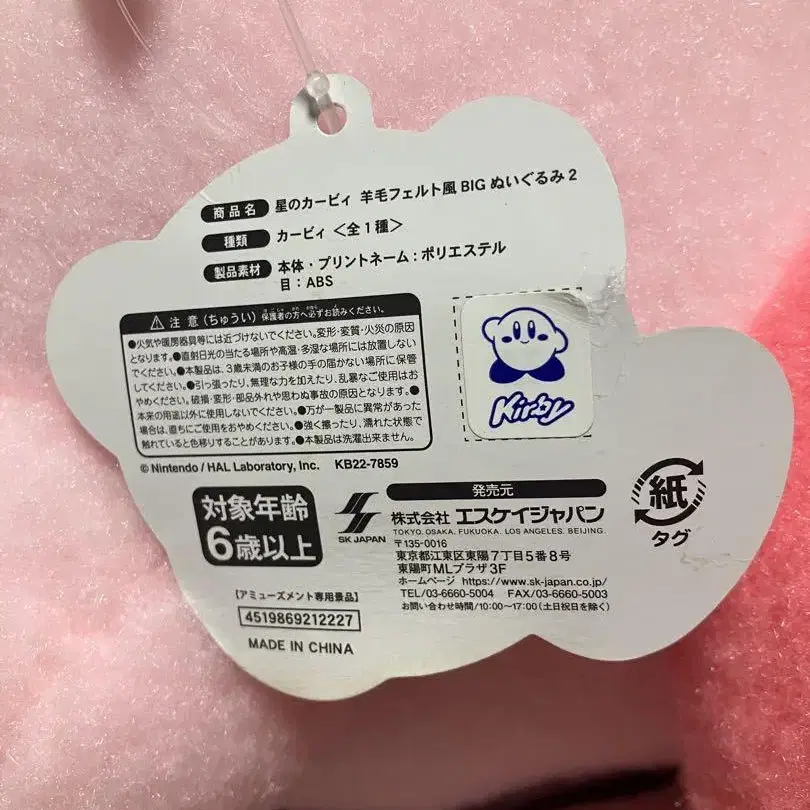 商品名 星のカービィ 羊毛フェルト風BIG ぬいぐるみ2
種類 カービィ <全1種>
製品素材 本体・プリントネーム:ポリエステル
目:ABS
注意(ちゅうい) 保護者の方へ必ずお読みください。
●火気や暖房器具等には近づけないでください。変形・変質・火災の原因
となります。●直射日光の当たる場所や高温・多湿な場所には放置しない
でください。●本製品は、3歳未満のお子様の手の届かない場所に保管
してください。●引っ張ったり、無理な力を加えたり、乱暴なご使用はお
やめください。破損・変形・部品外れや思わぬ事故の原因となります。●
本来の用途以外に使用しないでください。●万が一製品に異常があった
場合は、直ちにご使用をおやめください。●強く擦ったり、濡れた状態で
触れていると色移りすることがあります。●本製品は洗濯出来ません。
Kirby
© Nintendo / HAL Laboratory, Inc. KB22-7859
対象年齢
6歳以上
SK JAPAN
発売元
株式会社 エスケイジャパン
TOKYO. OSAKA. FUKUOKA. LOS ANGELES. BEIJING.
〒135-0016
東京都江東区東陽7丁目5番8号
東陽町MLプラザ3F
ホームページ https://www.sk-japan.co.jp/
TEL/03-6660-5004 FAX/03-6660-5003
お問い合わせ時間/10:00〜17:00(土日祝日を除く)
紙
タグ
【アミューズメント専用景品】
4519869212227
MADE IN CHINA